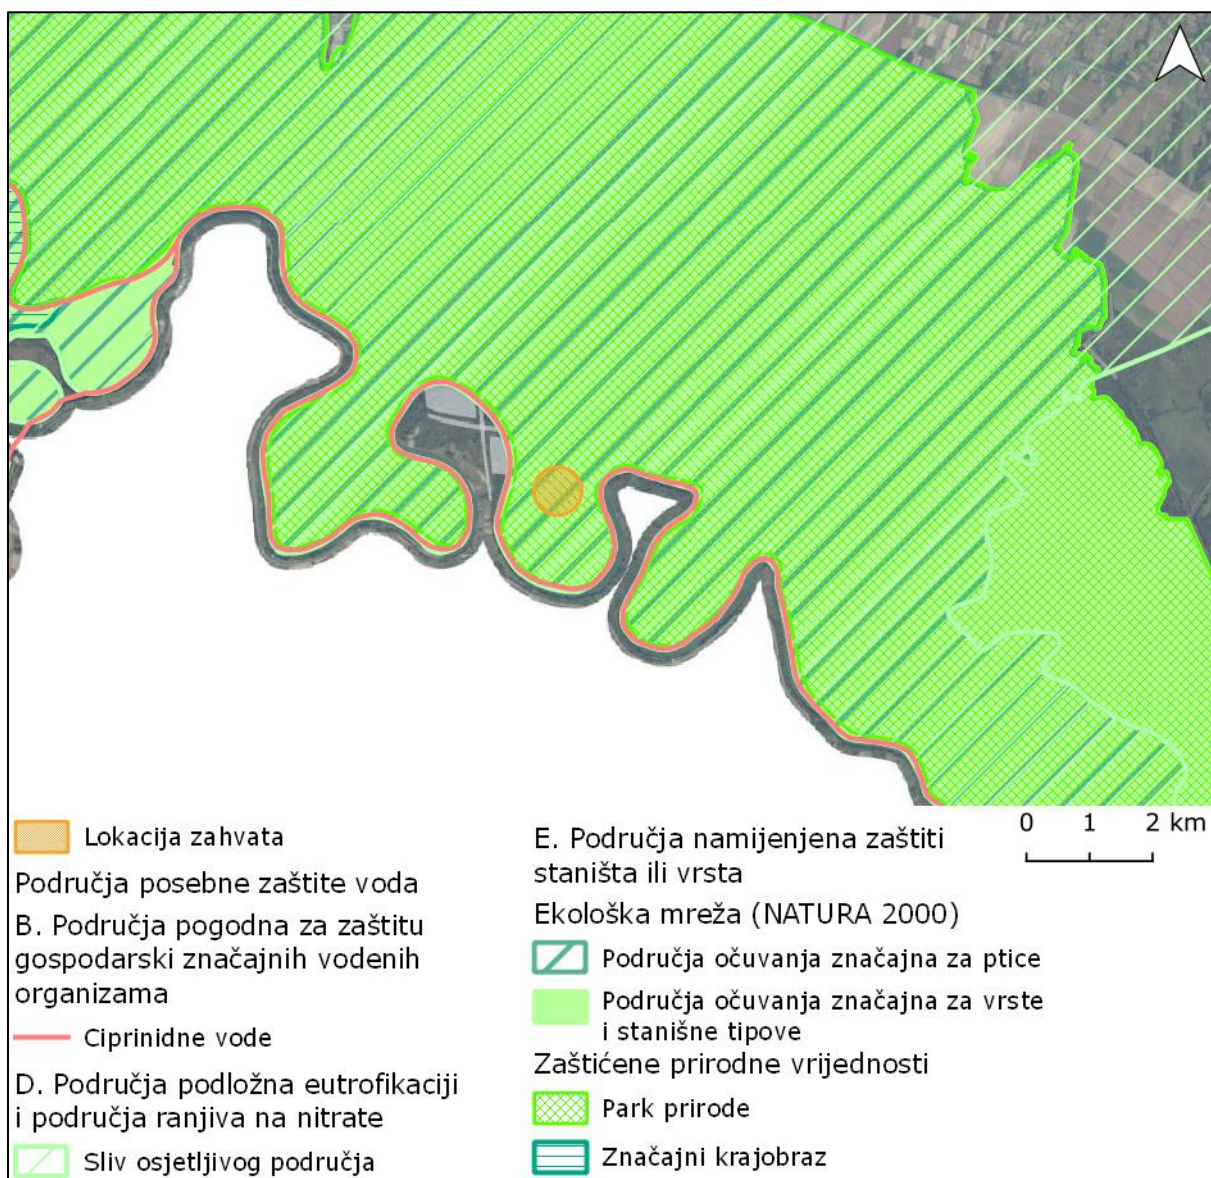 Lokacija zahvata
Područja posebne zaštite voda
B. Područja pogodna za zaštitu
gospodarski značajnih vodenih
organizama
Ciprinidne vode
D. Područja podložna eutrofikaciji
i područja ranjiva na nitrate
Sliv osjetljivog područja
0 1 2 km
E. Područja namijenjena zaštiti
staništa ili vrsta
Ekološka mreža (NATURA 2000)
Područja očuvanja značajna za ptice
Područja očuvanja značajna za vrste
i stanišne tipove
Zaštićene prirodne vrijednosti
Park prirode
Značajni krajobraz